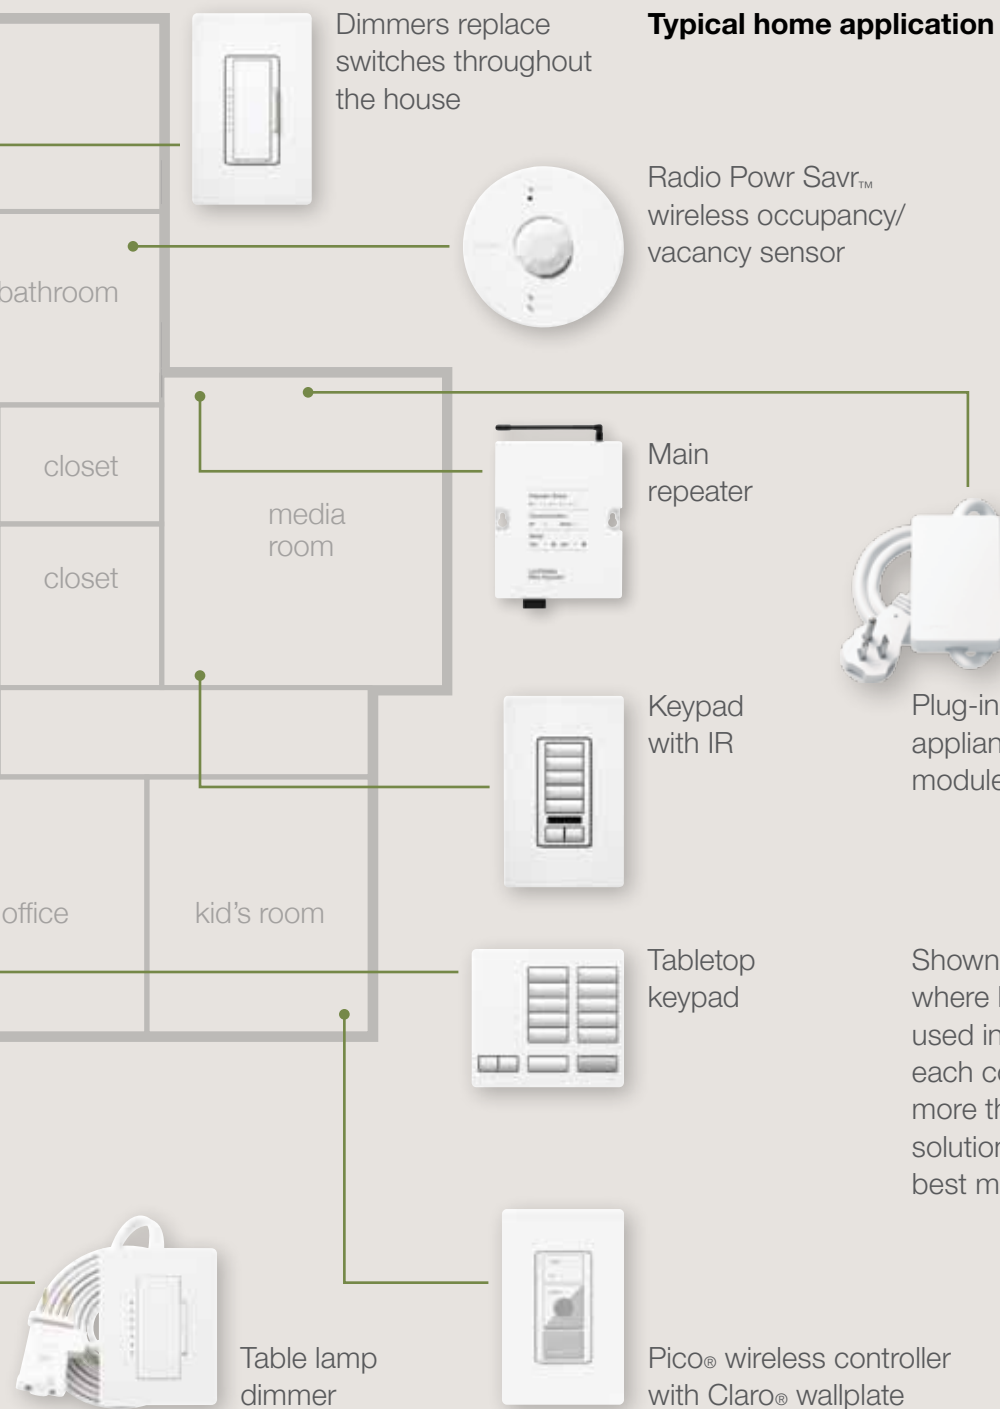 Dimmers replace
switches throughout
the house
Typical home application
Radio Powr Savr™
wireless occupancy/
vacancy sensor
bathroom
closet
media
room
closet
Main
repeater
Keypad
with IR
Plug-in
module
office
kid's room
Tabletop
keypad
Shown
where
used in
each
more
best
Table lamp
dimmer
Pico® wireless controller
with Claro® wallplate